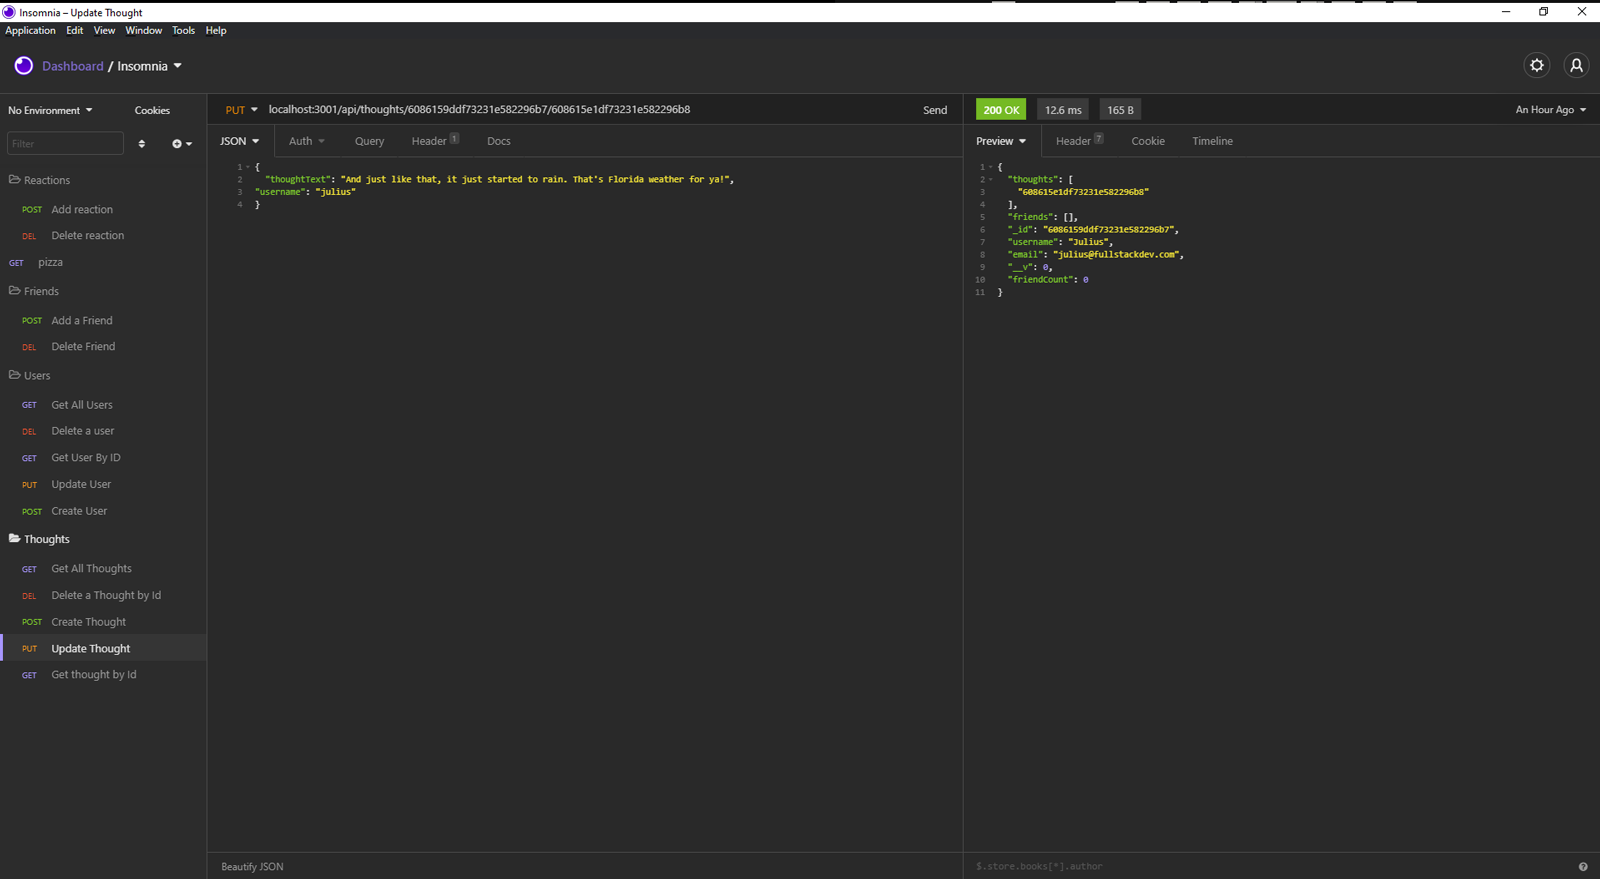 Insomnia – Update Thought
Application Edit View Window Tools Help
Dashboard / Insomnia
No Environment Cookies
Filter
Reactions
POST Add reaction
DEL Delete reaction
GET pizza
Friends
POST Add a Friend
DEL Delete Friend
Users
GET Get All Users
DEL Delete a user
GET Get User By ID
PUT Update User
POST Create User
Thoughts
GET Get All Thoughts
DEL Delete a Thought by Id
POST Create Thought
PUT Update Thought
GET Get thought by Id
PUT localhost:3001/api/thoughts/6086159ddf73231e582296b7/608615e1df73231e582296b8 Send
JSON Auth Query Header 1 Docs
1 {
2 "thoughtText": "And just like that, it just started to rain. That's Florida weather for ya!",
3 "username": "julius"
4 }
Beautify JSON
200 OK 12.6 ms 165 B An Hour Ago
Preview Header 7 Cookie Timeline
1 {
2 "thoughts": [
3 "608615e1df73231e582296b8"
4 ],
5 "friends": [],
6 "_id": "6086159ddf73231e582296b7",
7 "username": "Julius",
8 "email": "julius@fullstackdev.com",
9 "__v": 0,
10 "friendCount": 0
11 }
$.store.books[*].author